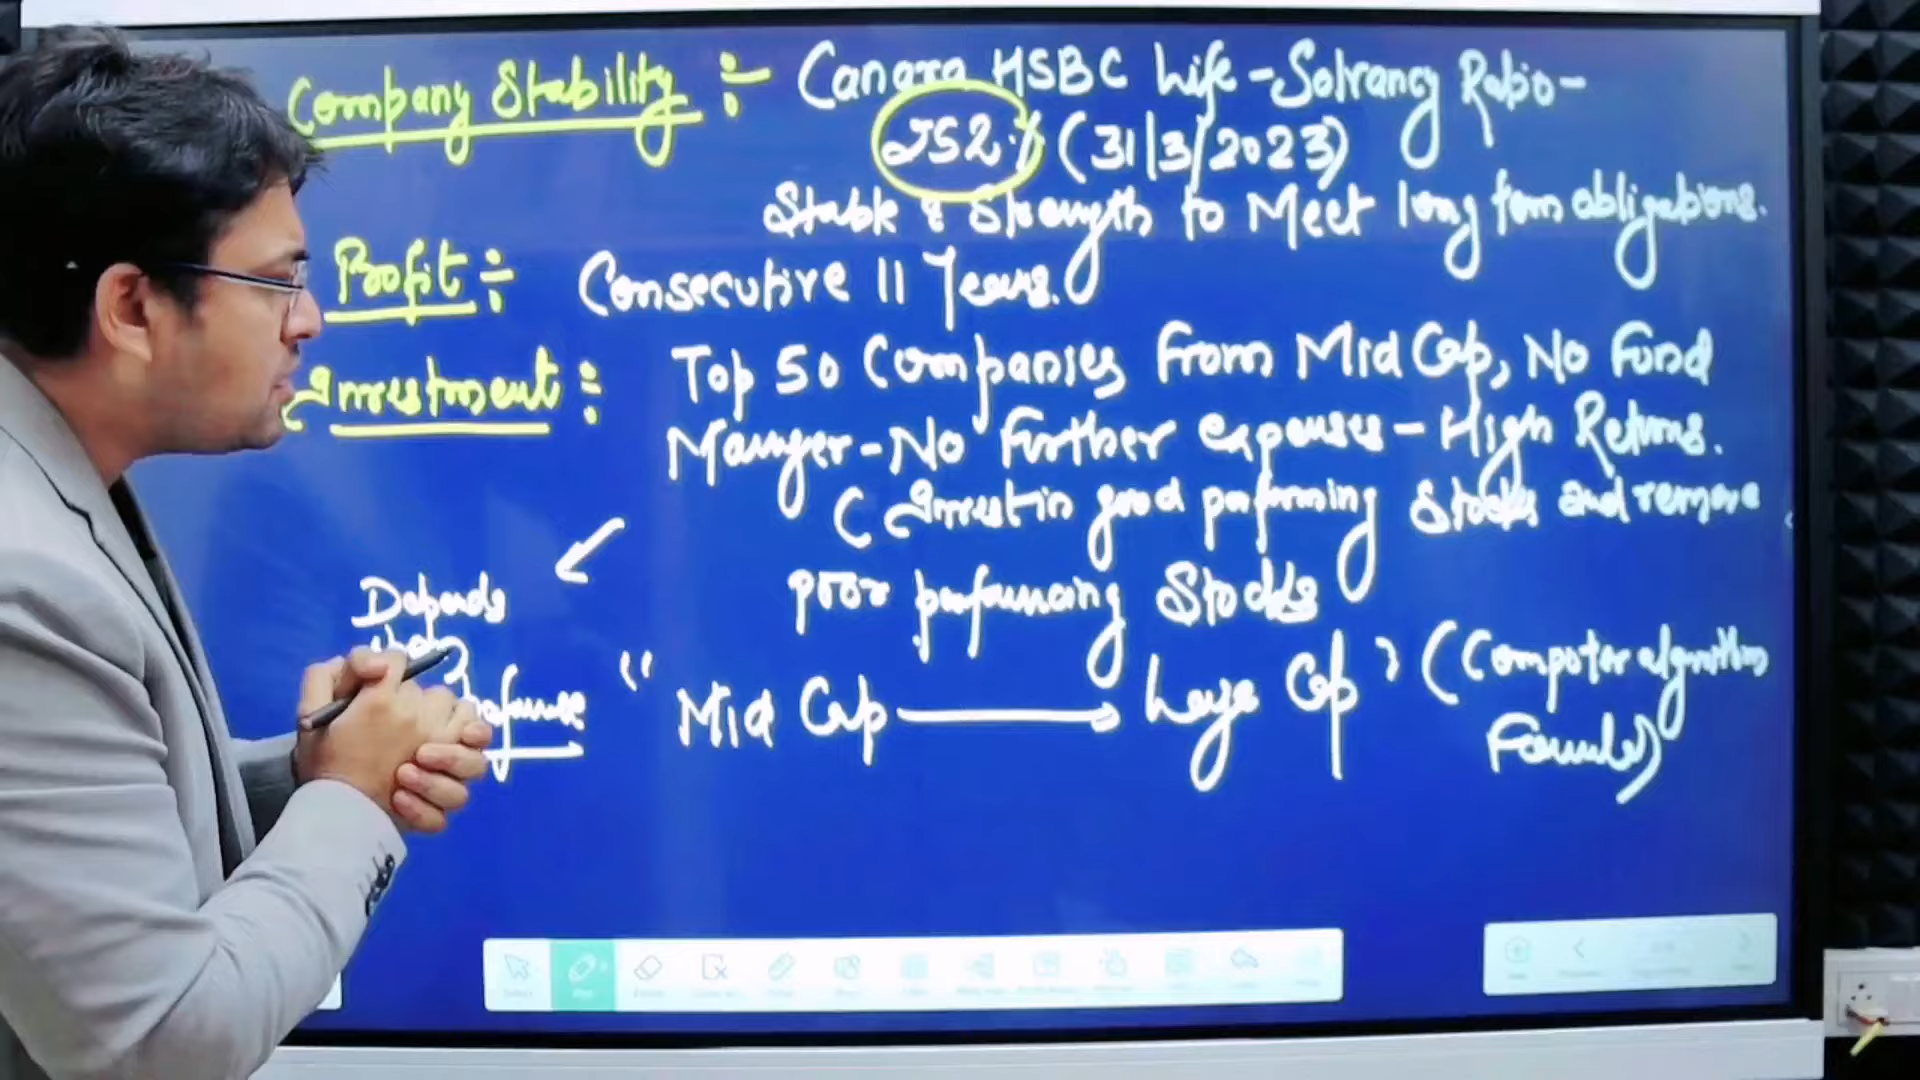 Company Stability :- Canara HSBC Life - Solvancy Ratio -
252% (31/3/2023)
Stable & Strength to Meet long term obligations.
Profit : Consecutive 11 Years.
Investment : Top 50 Companies From Mid Cap, No Fund
Manager - No Further expenses - High Returns.
( Invest in good performing Stocks and remove
poor performing Stocks
Depends
" Mid Cap → Large Cap " (Computer algorithm
Formula)